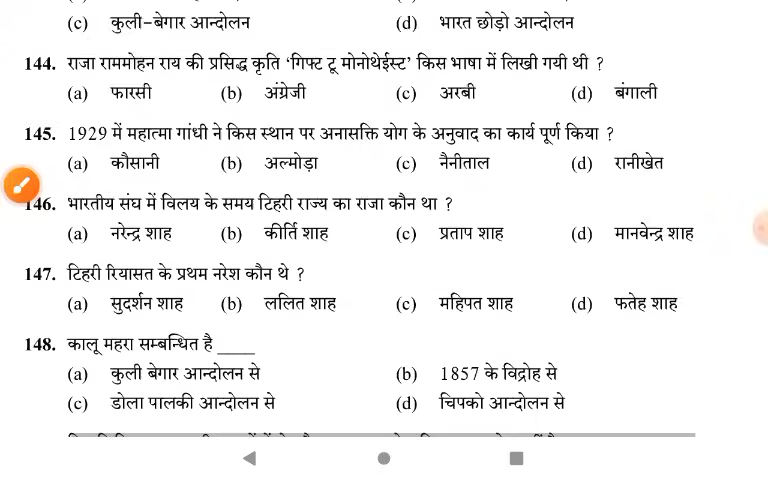 (c) कुली-बेगार आन्दोलन (d) भारत छोड़ो आन्दोलन
144. राजा राममोहन राय की प्रसिद्ध कृति ‘गिफ्ट टू मोनोथेईस्ट’ किस भाषा में लिखी गयी थी ?
(a) फारसी (b) अंग्रेजी (c) अरबी (d) बंगाली
145. 1929 में महात्मा गांधी ने किस स्थान पर अनासक्ति योग के अनुवाद का कार्य पूर्ण किया ?
(a) कौसानी (b) अल्मोड़ा (c) नैनीताल (d) रानीखेत
146. भारतीय संघ में विलय के समय टिहरी राज्य का राजा कौन था ?
(a) नरेन्द्र शाह (b) कीर्ति शाह (c) प्रताप शाह (d) मानवेन्द्र शाह
147. टिहरी रियासत के प्रथम नरेश कौन थे ?
(a) सुदर्शन शाह (b) ललित शाह (c) महिपत शाह (d) फतेह शाह
148. कालू महरा सम्बन्धित है ____
(a) कुली बेगार आन्दोलन से (b) 1857 के विद्रोह से
(c) डोला पालकी आन्दोलन से (d) चिपको आन्दोलन से